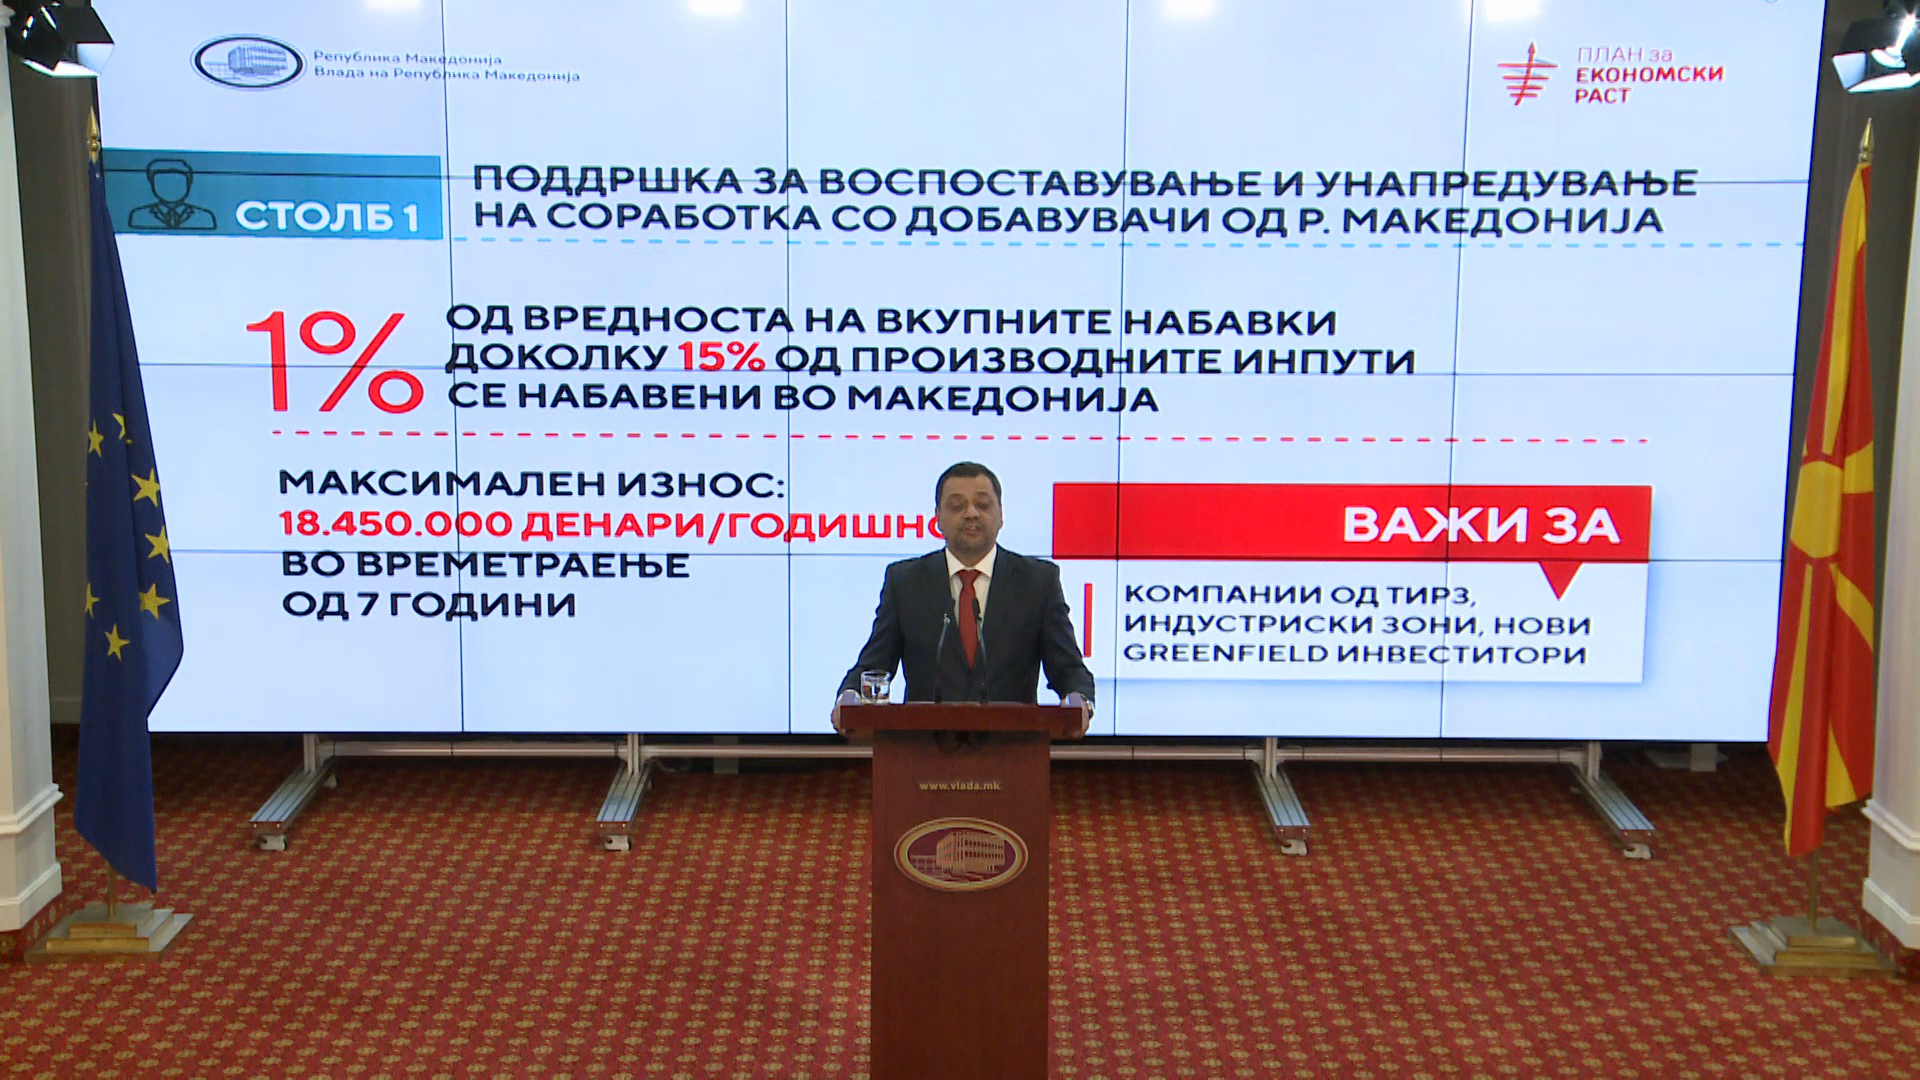 Република Македонија
Влада на Република Македонија
ПЛАН за
ЕКОНОМСКИ
РАСТ
СТОЛБ 1
ПОДДРШКА ЗА ВОСПОСТАВУВАЊЕ И УНАПРЕДУВАЊЕ
НА СОРАБОТКА СО ДОБАВУВАЧИ ОД Р. МАКЕДОНИЈА
1% ОД ВРЕДНОСТА НА ВКУПНИТЕ НАБАВКИ
ДОКОЛКУ 15% ОД ПРОИЗВОДНИТЕ ИНПУТИ
СЕ НАБАВЕНИ ВО МАКЕДОНИЈА
МАКСИМАЛЕН ИЗНОС:
18.450.000 ДЕНАРИ/ГОДИШНО
ВО ВРЕМЕТРАЕЊЕ
ОД 7 ГОДИНИ
ВАЖИ ЗА
КОМПАНИИ ОД ТИРЗ,
ИНДУСТРИСКИ ЗОНИ, НОВИ
GREENFIELD ИНВЕСТИТОРИ
www.vlada.mk